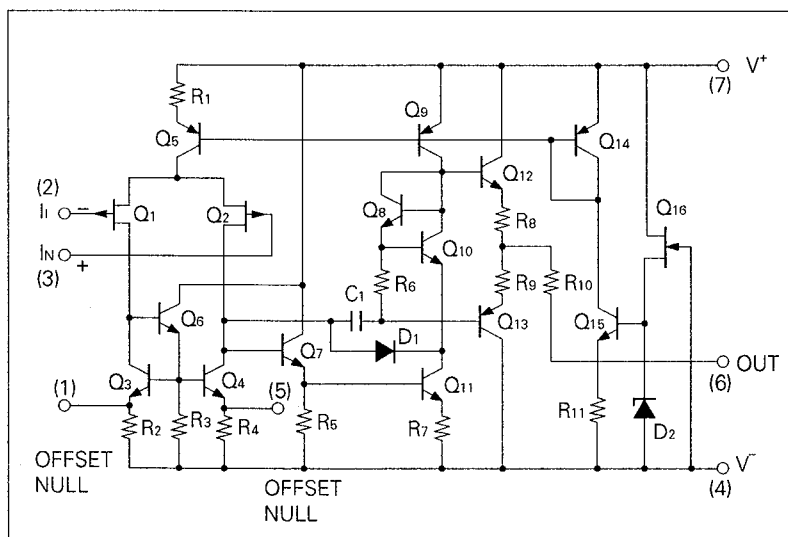 R1
V+
(7)
Q5
Q9
Q14
Q12
(2)
II
−
Q1
Q2
Q8
Q16
R8
IN
+
(3)
Q10
R6
R9
R10
C1
Q6
Q13
Q15
Q7
D1
OUT
(6)
(1)
Q3
Q4
(5)
Q11
R11
D2
R2
R3
R4
R5
R7
OFFSET
NULL
OFFSET
NULL
V−
(4)